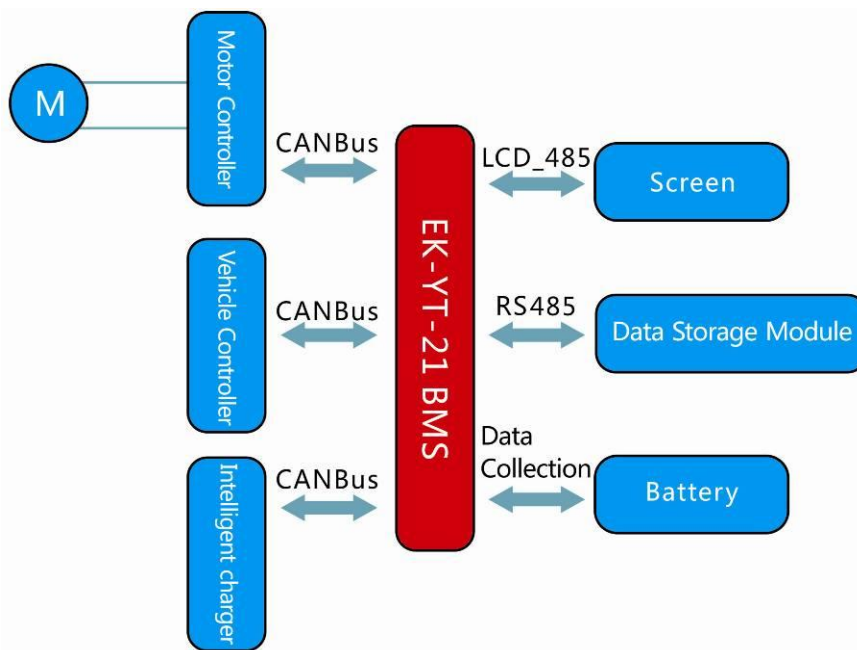 M
Motor Controller
CANBus
LCD_485
Screen
EK-YT-21 BMS
Vehicle Controller
CANBus
RS485
Data Storage Module
Intelligent charger
CANBus
Data
Collection
Battery